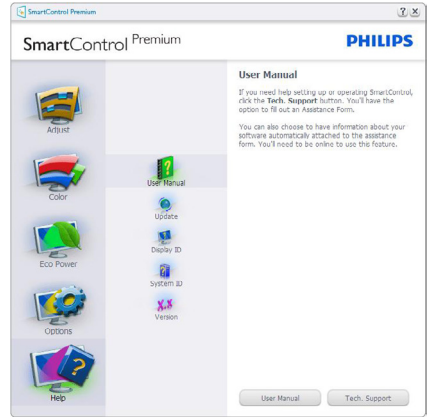 SmartControl Premium
SmartControl Premium
PHILIPS
Adjust
Color
Eco Power
Options
Help
User Manual
Update
Display ID
System ID
Version
User Manual
If you need help setting up or operating SmartControl,
click the Tech. Support button. You'll have the
option to fill out an Assistance Form.
You can also choose to have information about your
software automatically attached to the assistance
form. You'll need to be online to use this feature.
User Manual
Tech. Support